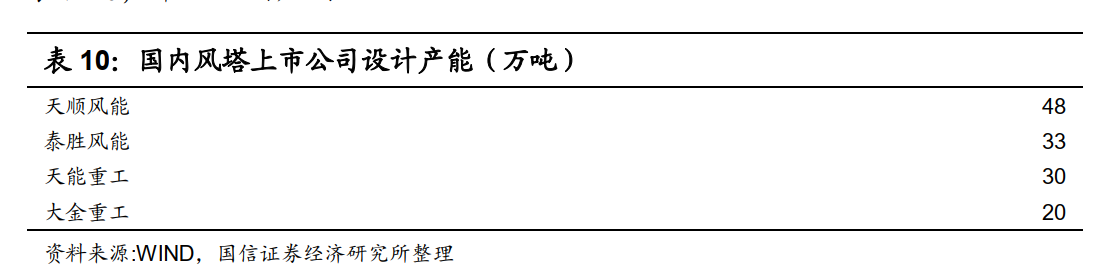 表 10：国内风塔上市公司设计产能（万吨）
天顺风能 48
泰胜风能 33
天能重工 30
大金重工 20
资料来源:WIND，国信证券经济研究所整理